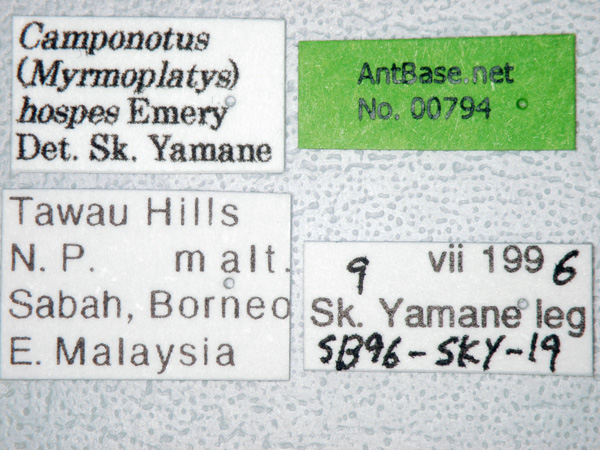 Camponotus
(Myrmoplatys)
hospes Emery
Det. Sk. Yamane
AntBase.net
No. 00794
Tawau Hills
N. P. malt.
Sabah, Borneo
E. Malaysia
9 vii 1996
Sk. Yamane leg
SB96-SKY-19